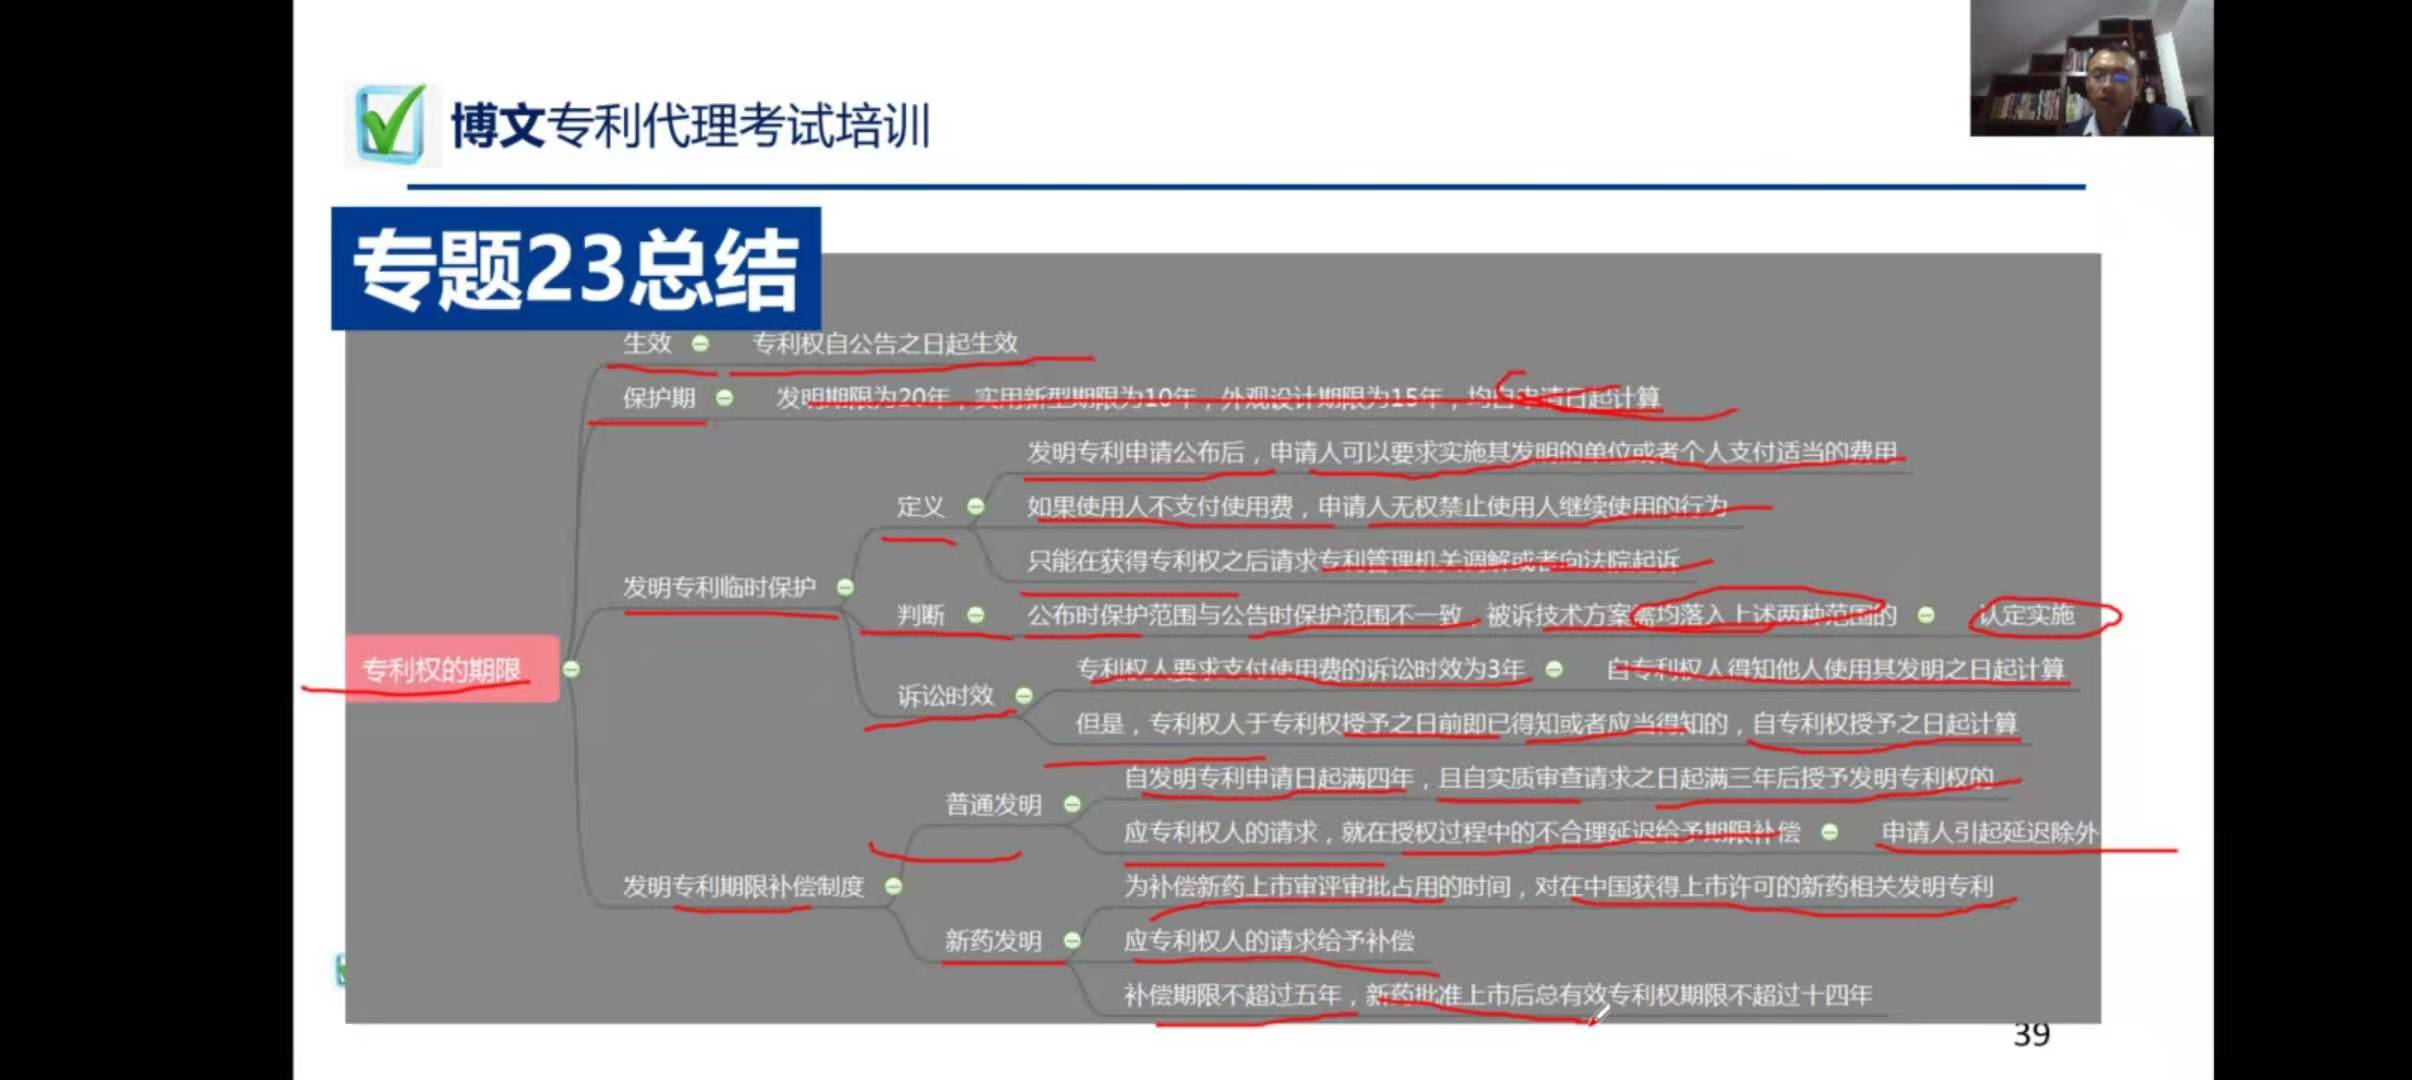 博文专利代理考试培训
专题23总结
生效 专利权自公告之日起生效
保护期 发明期限为20年，实用新型期限为10年，外观设计期限为15年，均自申请日起计算
发明专利申请公布后，申请人可以要求实施其发明的单位或者个人支付适当的费用
定义 如果使用人不支付使用费，申请人无权禁止使用人继续使用的行为
只能在获得专利权之后请求专利管理机关调解或者向法院起诉
发明专利临时保护
判断 公布时保护范围与公告时保护范围不一致，被诉技术方案需均落入上述两种范围的 认定实施
专利权的期限
专利权人要求支付使用费的诉讼时效为3年 自专利权人得知他人使用其发明之日起计算
诉讼时效
但是，专利权人于专利权授予之日前即已得知或者应当得知的，自专利权授予之日起计算
自发明专利申请日起满四年，且自实质审查请求之日起满三年后授予发明专利权的
普通发明
应专利权人的请求，就在授权过程中的不合理延迟给予期限补偿 申请人引起延迟除外
发明专利期限补偿制度
为补偿新药上市审评审批占用的时间，对在中国获得上市许可的新药相关发明专利
新药发明 应专利权人的请求给予补偿
补偿期限不超过五年，新药批准上市后总有效专利权期限不超过十四年
39